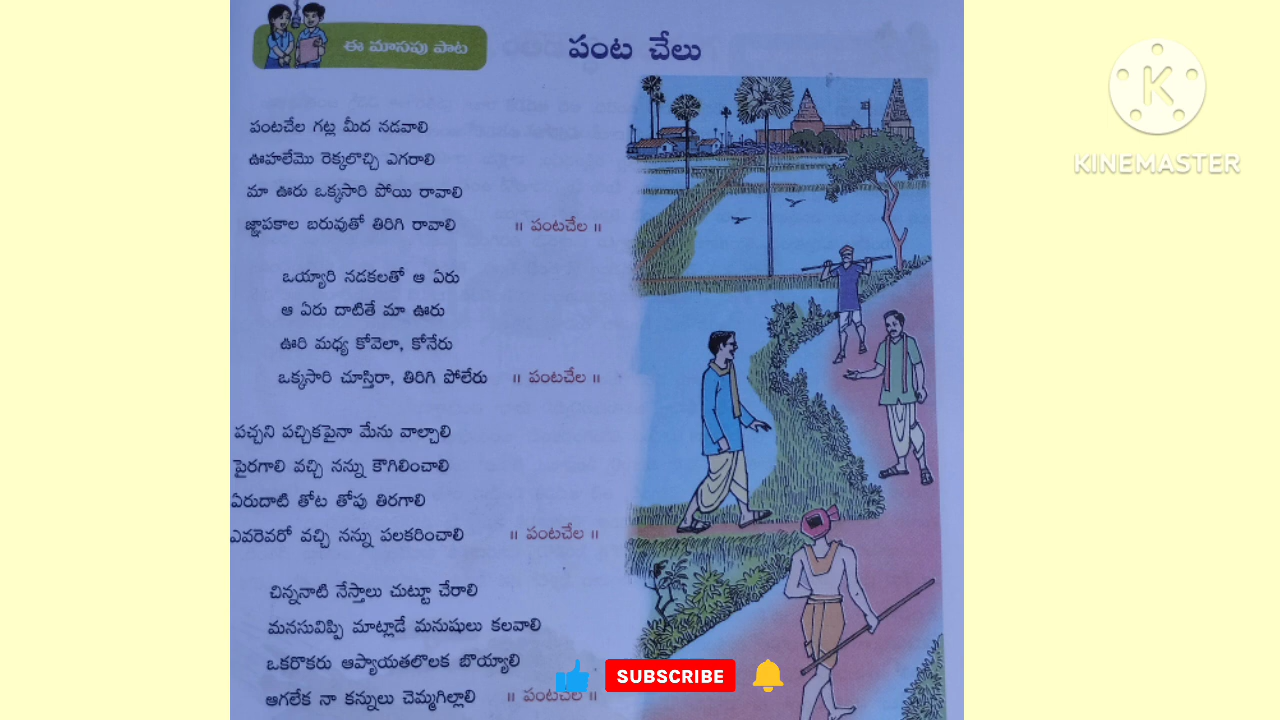 ఈ మాసపు పాట
పంట చేలు
పంటచేల గట్ల మీద నడవాలి
ఊహలేమొ రెక్కలొచ్చి ఎగరాలి
మా ఊరు ఒక్కసారి పోయి రావాలి
జ్ఞాపకాల బరువుతో తిరిగి రావాలి ॥ పంటచేల ॥
ఒయ్యారి నడకలతో ఆ ఏరు
ఆ ఏరు దాటితే మా ఊరు
ఊరి మధ్య కోవెలా, కోనేరు
ఒక్కసారి చూస్తిరా, తిరిగి పోలేరు ॥ పంటచేల ॥
పచ్చని పచ్చికపైనా మేను వాల్చాలి
పైరగాలి వచ్చి నన్ను కౌగిలించాలి
ఏరుదాటి తోట తోపు తిరగాలి
ఎవరెవరో వచ్చి నన్ను పలకరించాలి ॥ పంటచేల ॥
చిన్ననాటి నేస్తాలు చుట్టూ చేరాలి
మనసువిప్పి మాట్లాడే మనుషులు కలవాలి
ఒకరొకరు ఆప్యాయతలొలక బొయ్యాలి
ఆగలేక నా కన్నులు చెమ్మగిల్లాలి ॥ పంటచేల ॥
SUBSCRIBE
KINEMASTER